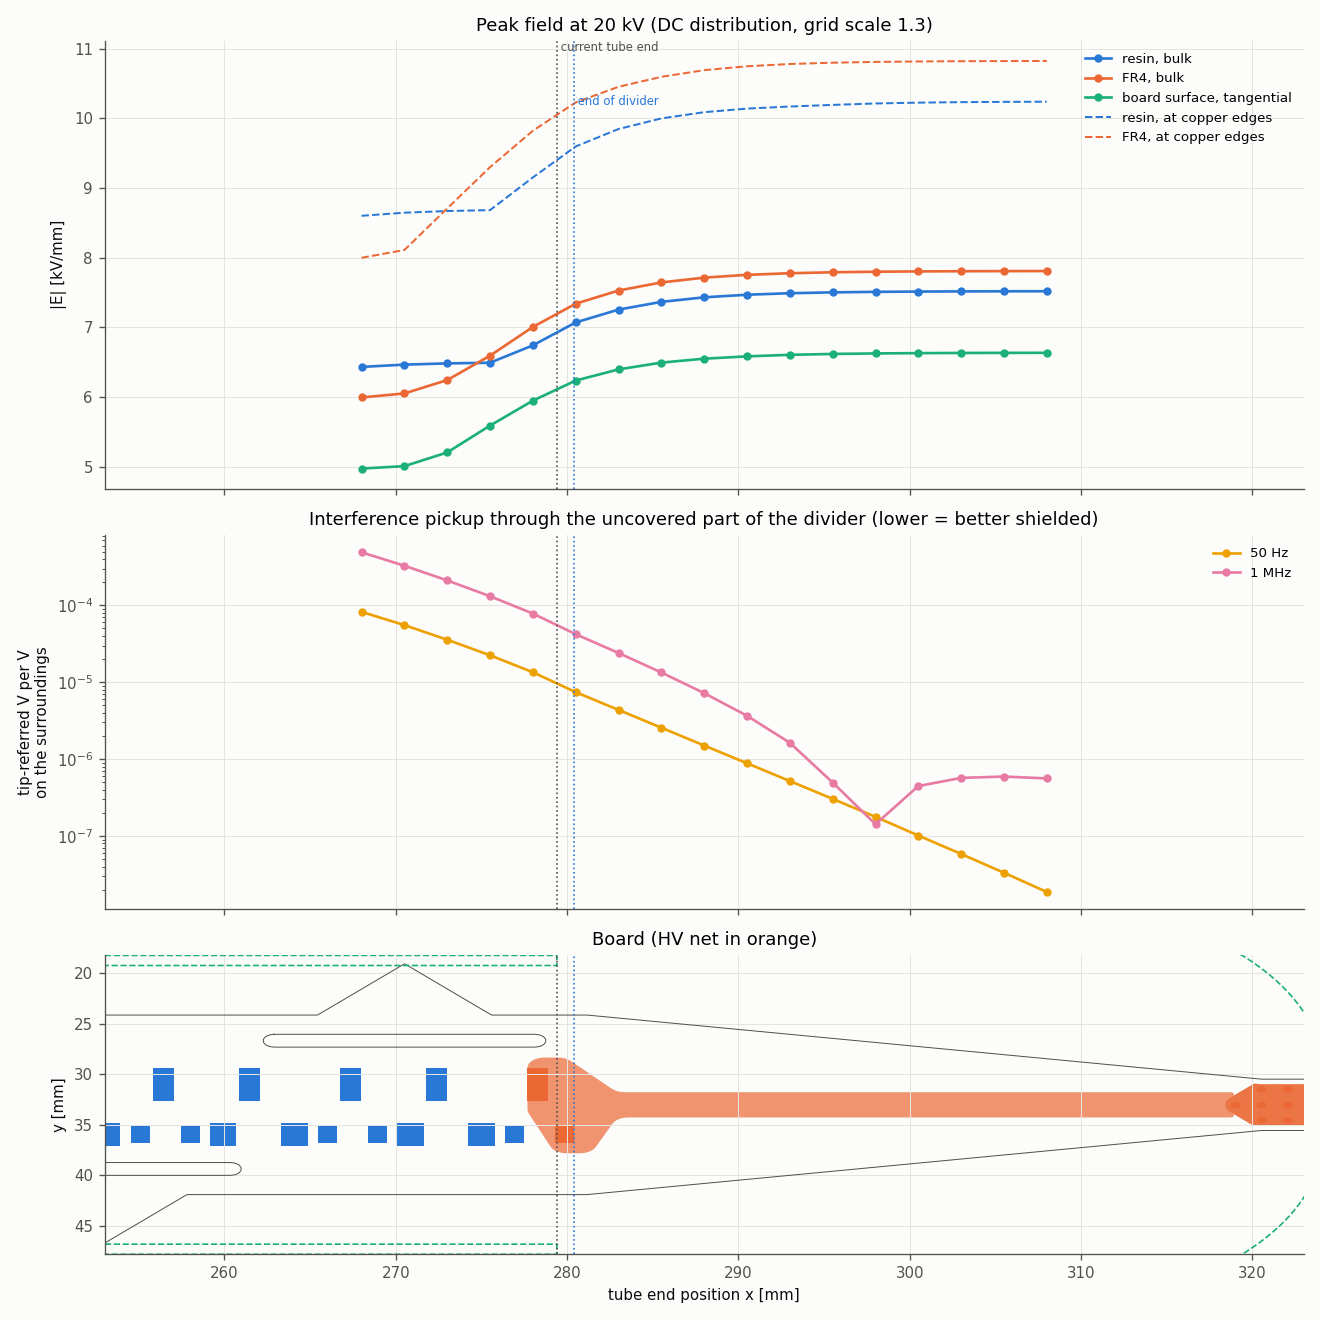 Peak field at 20 kV (DC distribution, grid scale 1.3)
current tube end
end of divider
11
10
9
8
7
6
5
|E| [kV/mm]
resin, bulk
FR4, bulk
board surface, tangential
resin, at copper edges
FR4, at copper edges
Interference pickup through the uncovered part of the divider (lower = better shielded)
50 Hz
1 MHz
10⁻⁴
10⁻⁵
10⁻⁶
10⁻⁷
tip-referred V per V
on the surroundings
Board (HV net in orange)
20
25
30
35
40
45
y [mm]
260
270
280
290
300
310
320
tube end position x [mm]